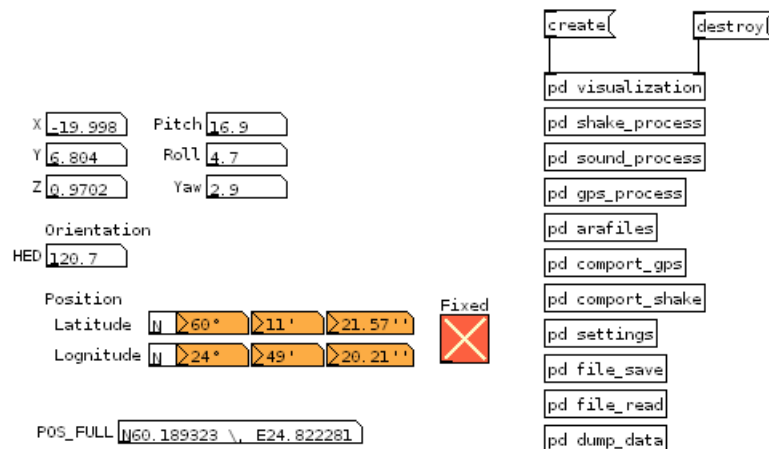 create
destroy
pd visualization
pd shake_process
pd sound_process
pd gps_process
pd arafiles
pd comport_gps
pd comport_shake
pd settings
pd file_save
pd file_read
pd dump_data
X -19.998 Pitch 16.9
Y 6.804 Roll 4.7
Z 0.9702 Yaw 2.9
Orientation
HED 120.7
Position
Fixed
Latitude N 60° 11' 21.57''
Lognitude N 24° 49' 20.21''
POS_FULL N60.189323 \, E24.822281